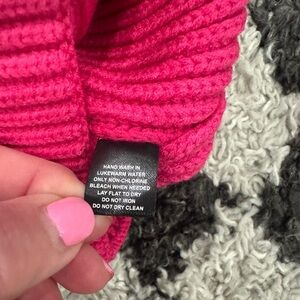 HAND WASH IN
LUKEWARM WATER
ONLY NON-CHLORINE
BLEACH WHEN NEEDED
LAY FLAT TO DRY
DO NOT IRON
DO NOT DRY CLEAN